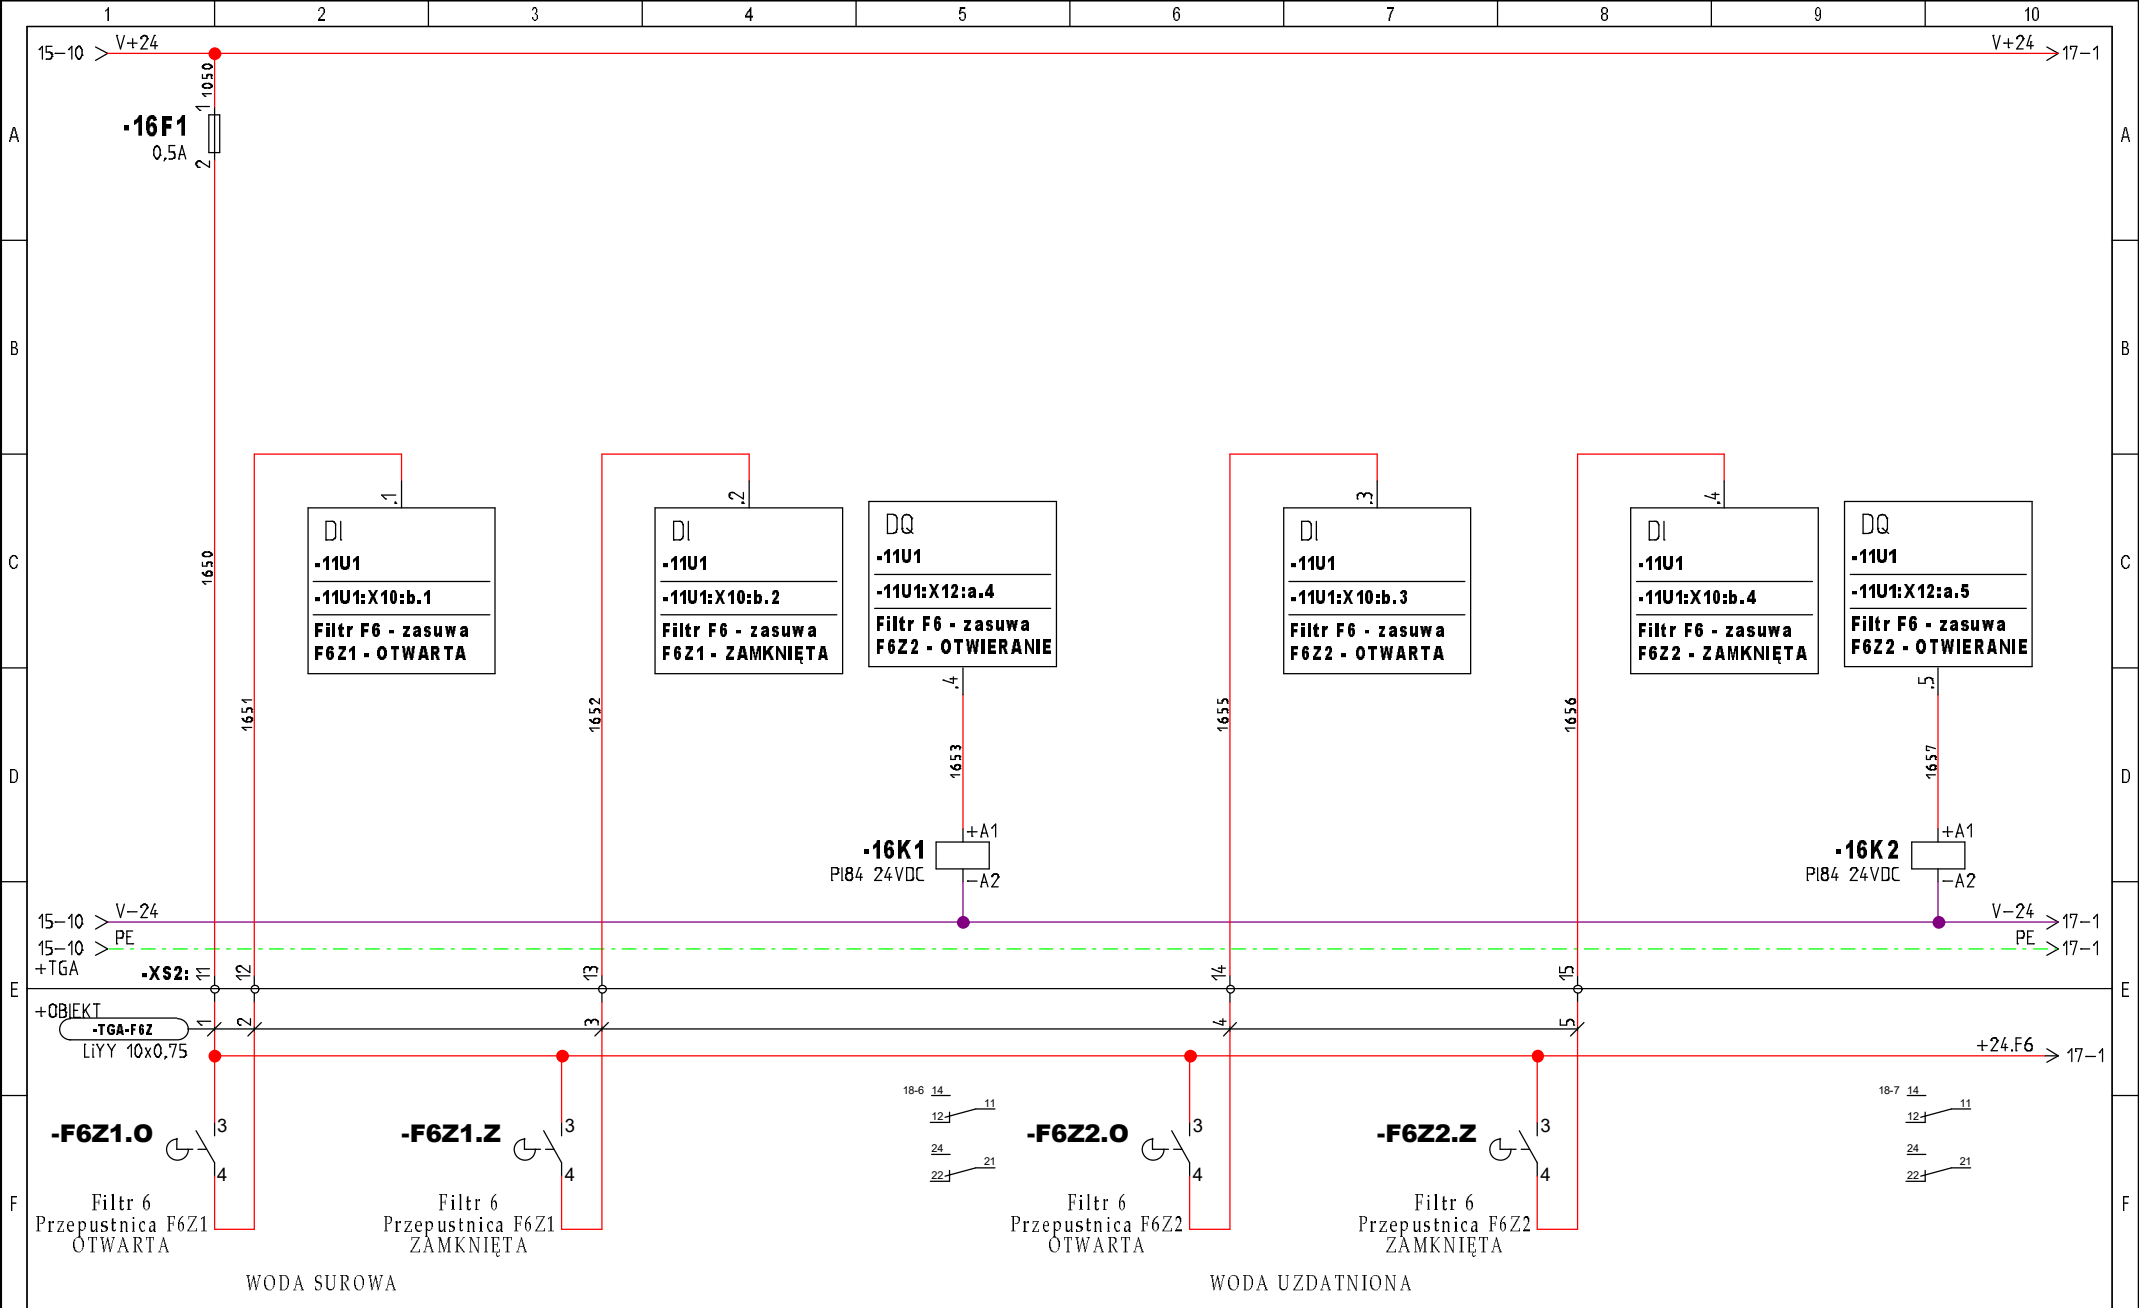 1 2 3 4 5 6 7 8 9 10
15-10 V+24 V+24 17-1
1050
1
-16F1
0,5A
2
A A
B B
.1 .2 .3 .4
C C
1650
DI
-11U1
-11U1:X10:b.1
Filtr F6 - zasuwa
F6Z1 - OTWARTA
DI
-11U1
-11U1:X10:b.2
Filtr F6 - zasuwa
F6Z1 - ZAMKNIĘTA
DQ
-11U1
-11U1:X12:a.4
Filtr F6 - zasuwa
F6Z2 - OTWIERANIE
DI
-11U1
-11U1:X10:b.3
Filtr F6 - zasuwa
F6Z2 - OTWARTA
DI
-11U1
-11U1:X10:b.4
Filtr F6 - zasuwa
F6Z2 - ZAMKNIĘTA
DQ
-11U1
-11U1:X12:a.5
Filtr F6 - zasuwa
F6Z2 - OTWIERANIE
.4 .5
1651 1652 1653 1655 1656 1657
D D
+A1
-16K1
PI84 24VDC
-A2
+A1
-16K2
PI84 24VDC
-A2
15-10 V-24 V-24 17-1
15-10 PE PE 17-1
+TGA
-XS2: 11 12 13 14 15
E E
+OBIEKT
-TGA-F6Z 1 2 3 4 5
LiYY 10x0,75
+24.F6 17-1
18-6 14
12 11
24
22 21
18-7 14
12 11
24
22 21
-F6Z1.O 3
4
-F6Z1.Z 3
4
-F6Z2.O 3
4
-F6Z2.Z 3
4
F F
Filtr 6
Przepustnica F6Z1
OTWARTA
Filtr 6
Przepustnica F6Z1
ZAMKNIĘTA
Filtr 6
Przepustnica F6Z2
OTWARTA
Filtr 6
Przepustnica F6Z2
ZAMKNIĘTA
WODA SUROWA
WODA UZDATNIONA